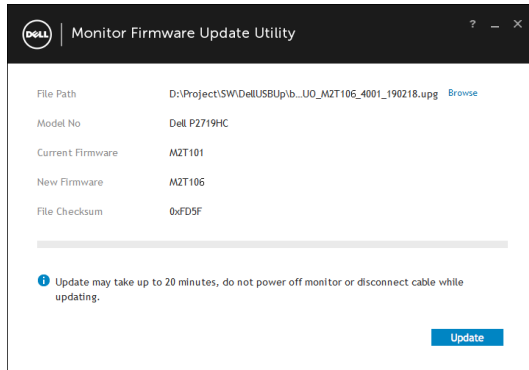 DELL Monitor Firmware Update Utility ? _ X
File Path D:\Project\SW\DellUSBUp\b...UO_M2T106_4001_190218.upg Browse
Model No Dell P2719HC
Current Firmware M2T101
New Firmware M2T106
File Checksum 0xFD5F
i Update may take up to 20 minutes, do not power off monitor or disconnect cable while
updating.
Update